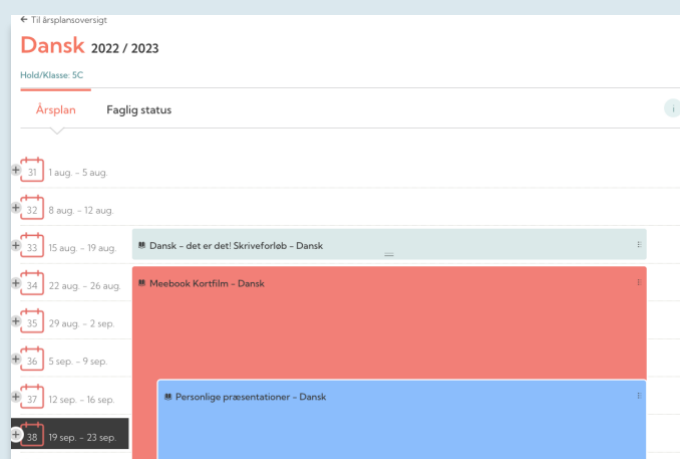 ← Til årsplansoversigt
Dansk 2022 / 2023
Hold/Klasse: 5C
Årsplan Faglig status i
31 1 aug. - 5 aug.
32 8 aug. - 12 aug.
33 15 aug. - 19 aug. Dansk - det er det! Skriveforløb - Dansk
34 22 aug. - 26 aug. Meebook Kortfilm - Dansk
35 29 aug. - 2 sep.
36 5 sep. - 9 sep.
37 12 sep. - 16 sep. Personlige præsentationer - Dansk
38 19 sep. - 23 sep.